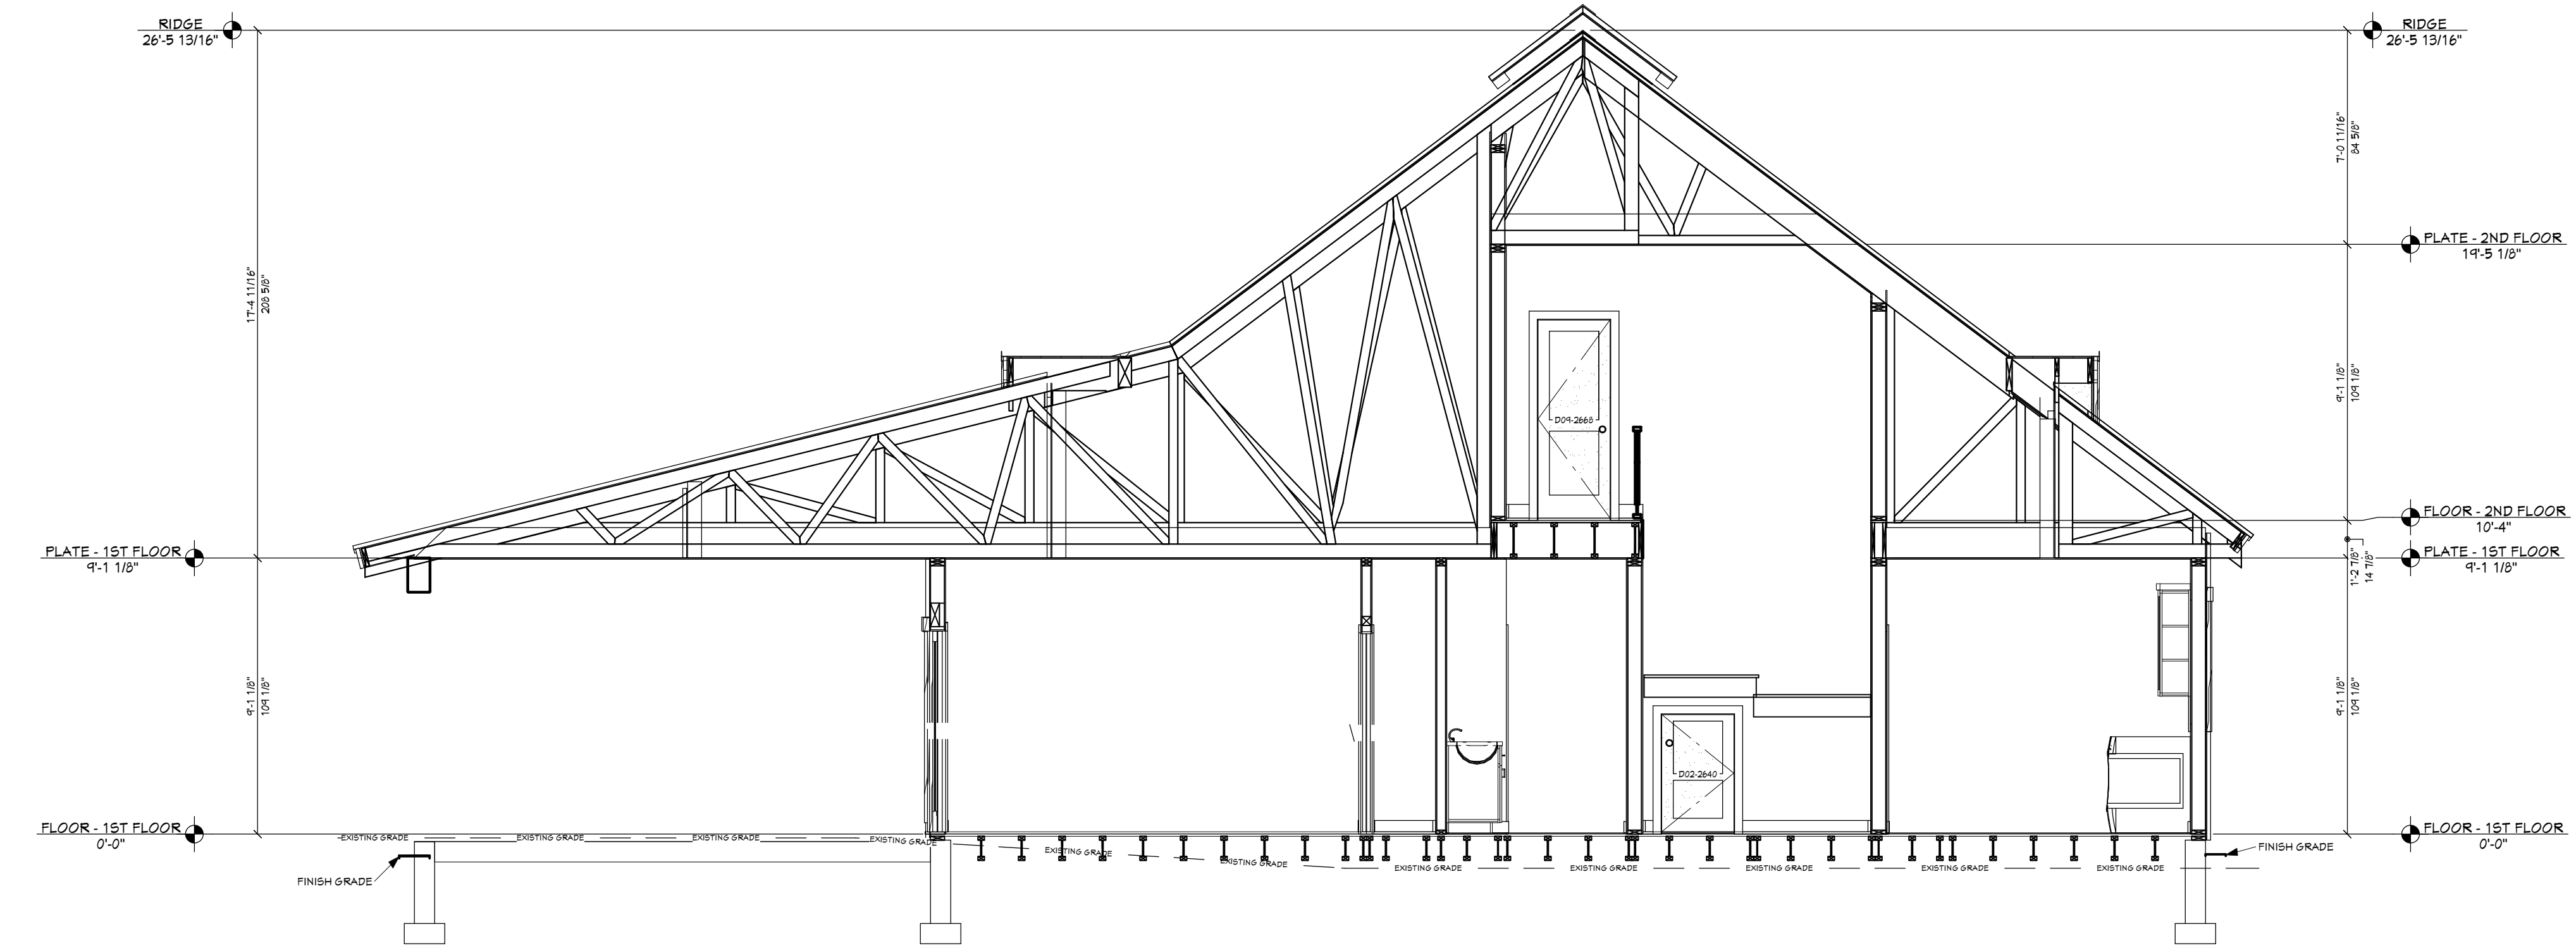 RIDGE
26'-5 13/16"
RIDGE
26'-5 13/16"
7'-0 11/16"
84 5/8"
PLATE - 2ND FLOOR
19'-5 1/8"
17'-4 11/16"
208 5/8"
9'-1 1/8"
109 1/8"
D09-2668
FLOOR - 2ND FLOOR
10'-4"
PLATE - 1ST FLOOR
9'-1 1/8"
PLATE - 1ST FLOOR
9'-1 1/8"
1'-2 7/8"
14 7/8"
9'-1 1/8"
109 1/8"
9'-1 1/8"
109 1/8"
D02-2640
FLOOR - 1ST FLOOR
0'-0"
EXISTING GRADE
EXISTING GRADE
EXISTING GRADE
EXISTING GRADE
EXISTING GRADE
EXISTING GRADE
EXISTING GRADE
EXISTING GRADE
EXISTING GRADE
EXISTING GRADE
EXISTING GRADE
FLOOR - 1ST FLOOR
0'-0"
FINISH GRADE
FINISH GRADE